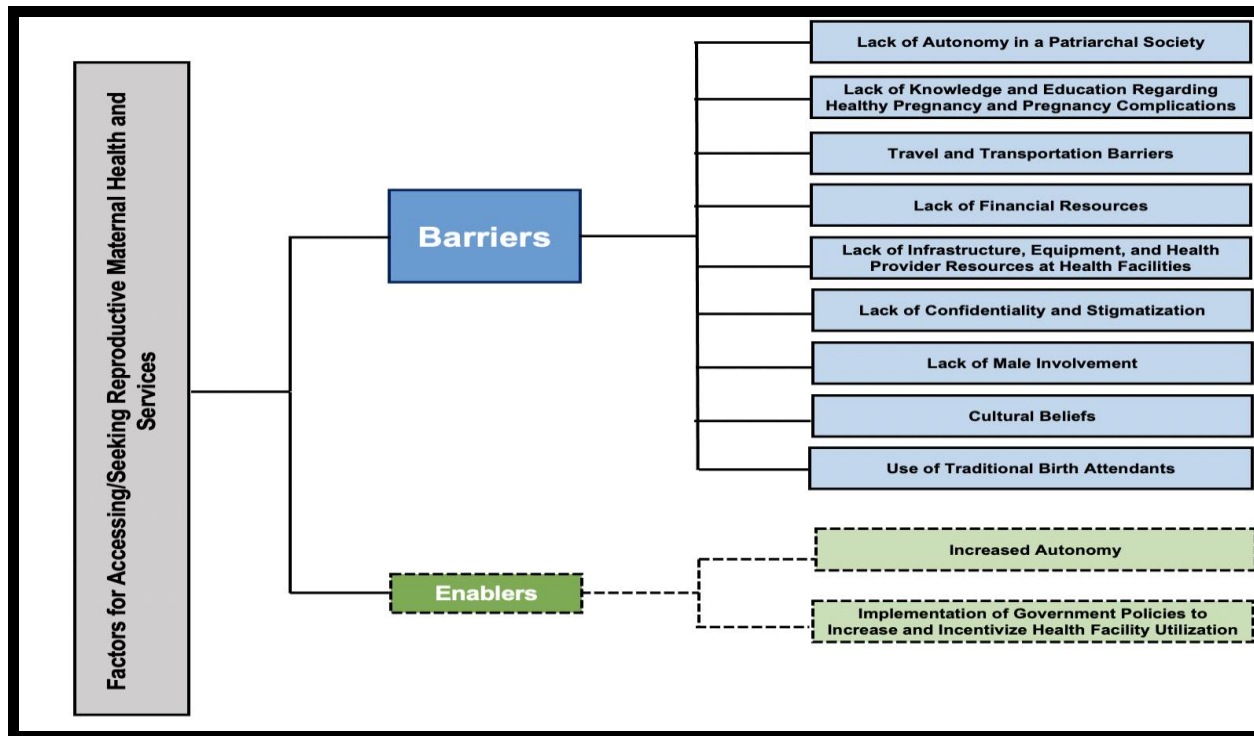 Factors for Accessing/Seeking Reproductive Maternal Health and
Services
Barriers
Lack of Autonomy in a Patriarchal Society
Lack of Knowledge and Education Regarding
Healthy Pregnancy and Pregnancy Complications
Travel and Transportation Barriers
Lack of Financial Resources
Lack of Infrastructure, Equipment, and Health
Provider Resources at Health Facilities
Lack of Confidentiality and Stigmatization
Lack of Male Involvement
Cultural Beliefs
Use of Traditional Birth Attendants
Enablers
Increased Autonomy
Implementation of Government Policies to
Increase and Incentivize Health Facility Utilization